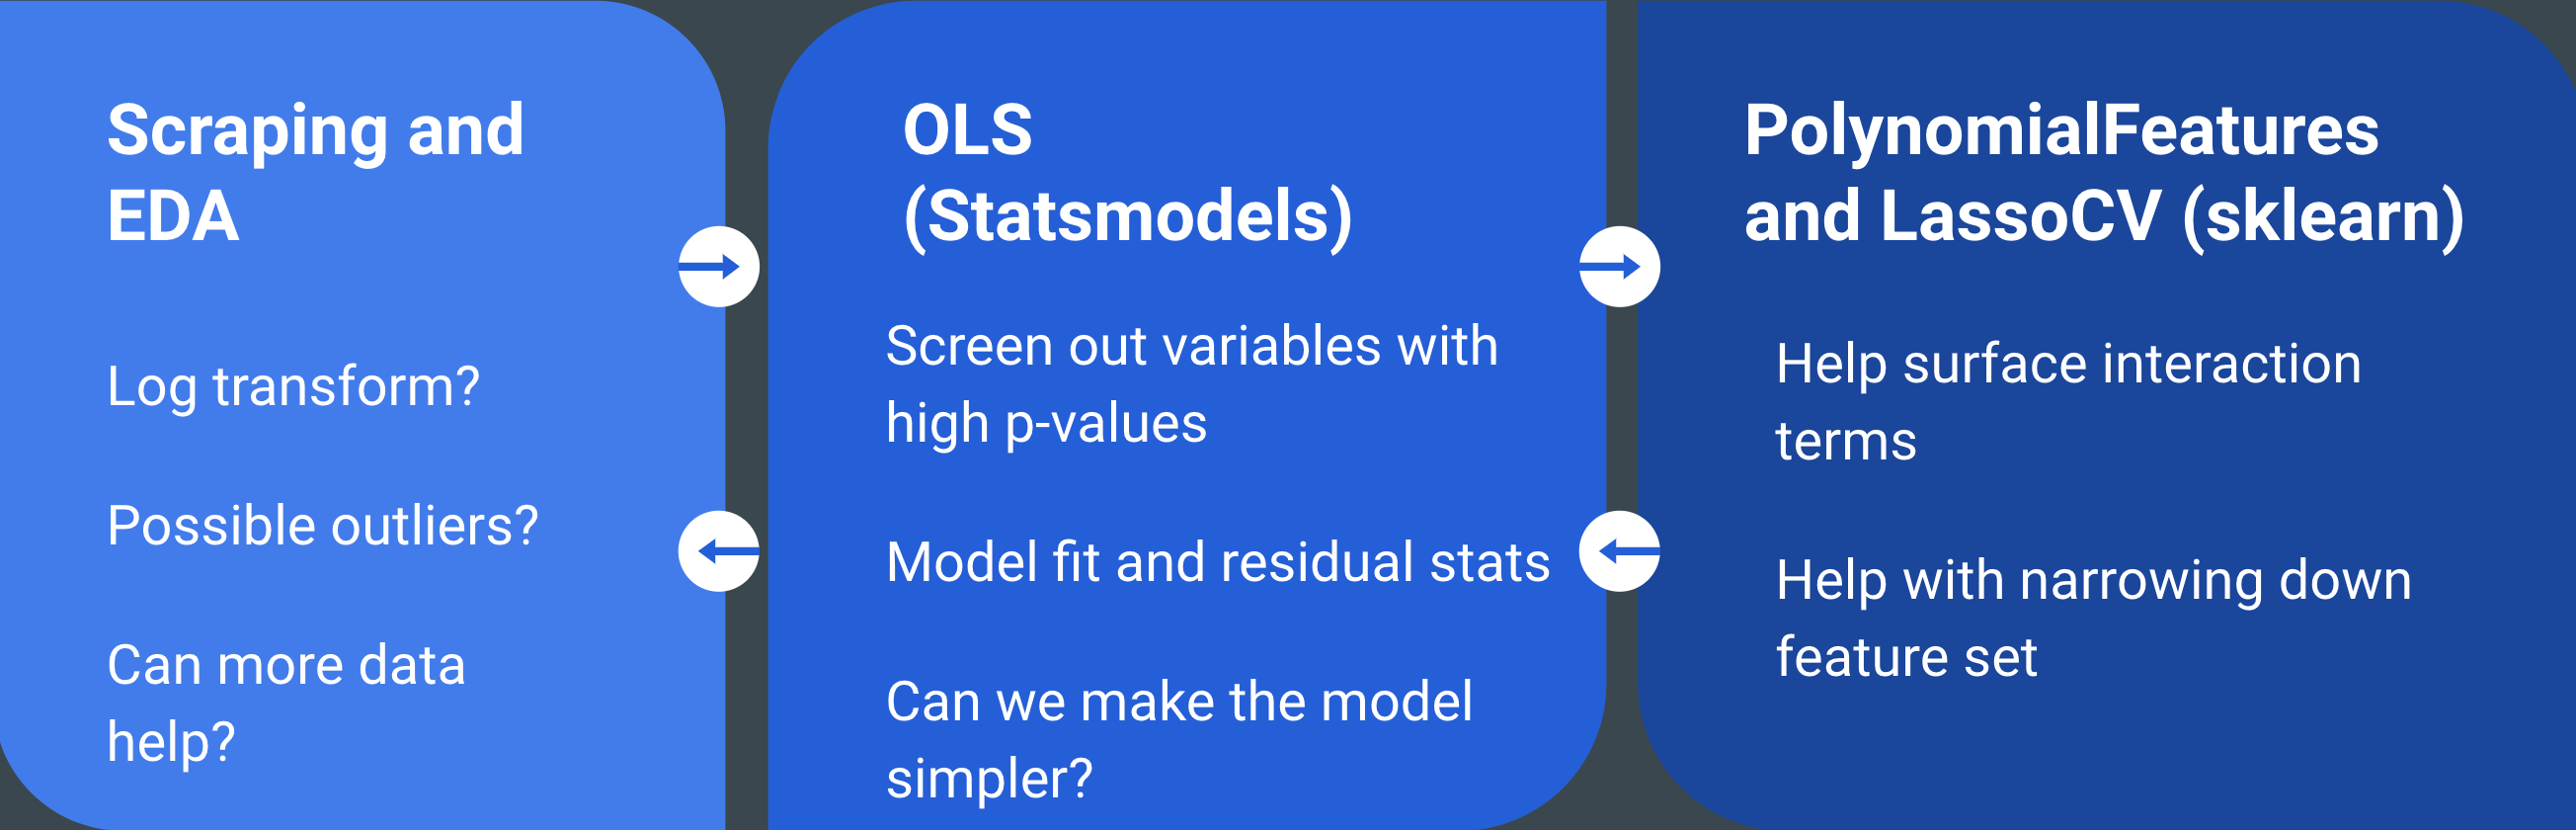 Scraping and
EDA
Log transform?
Possible outliers?
Can more data
help?
OLS
(Statsmodels)
Screen out variables with
high p-values
Model fit and residual stats
Can we make the model
simpler?
PolynomialFeatures
and LassoCV (sklearn)
Help surface interaction
terms
Help with narrowing down
feature set